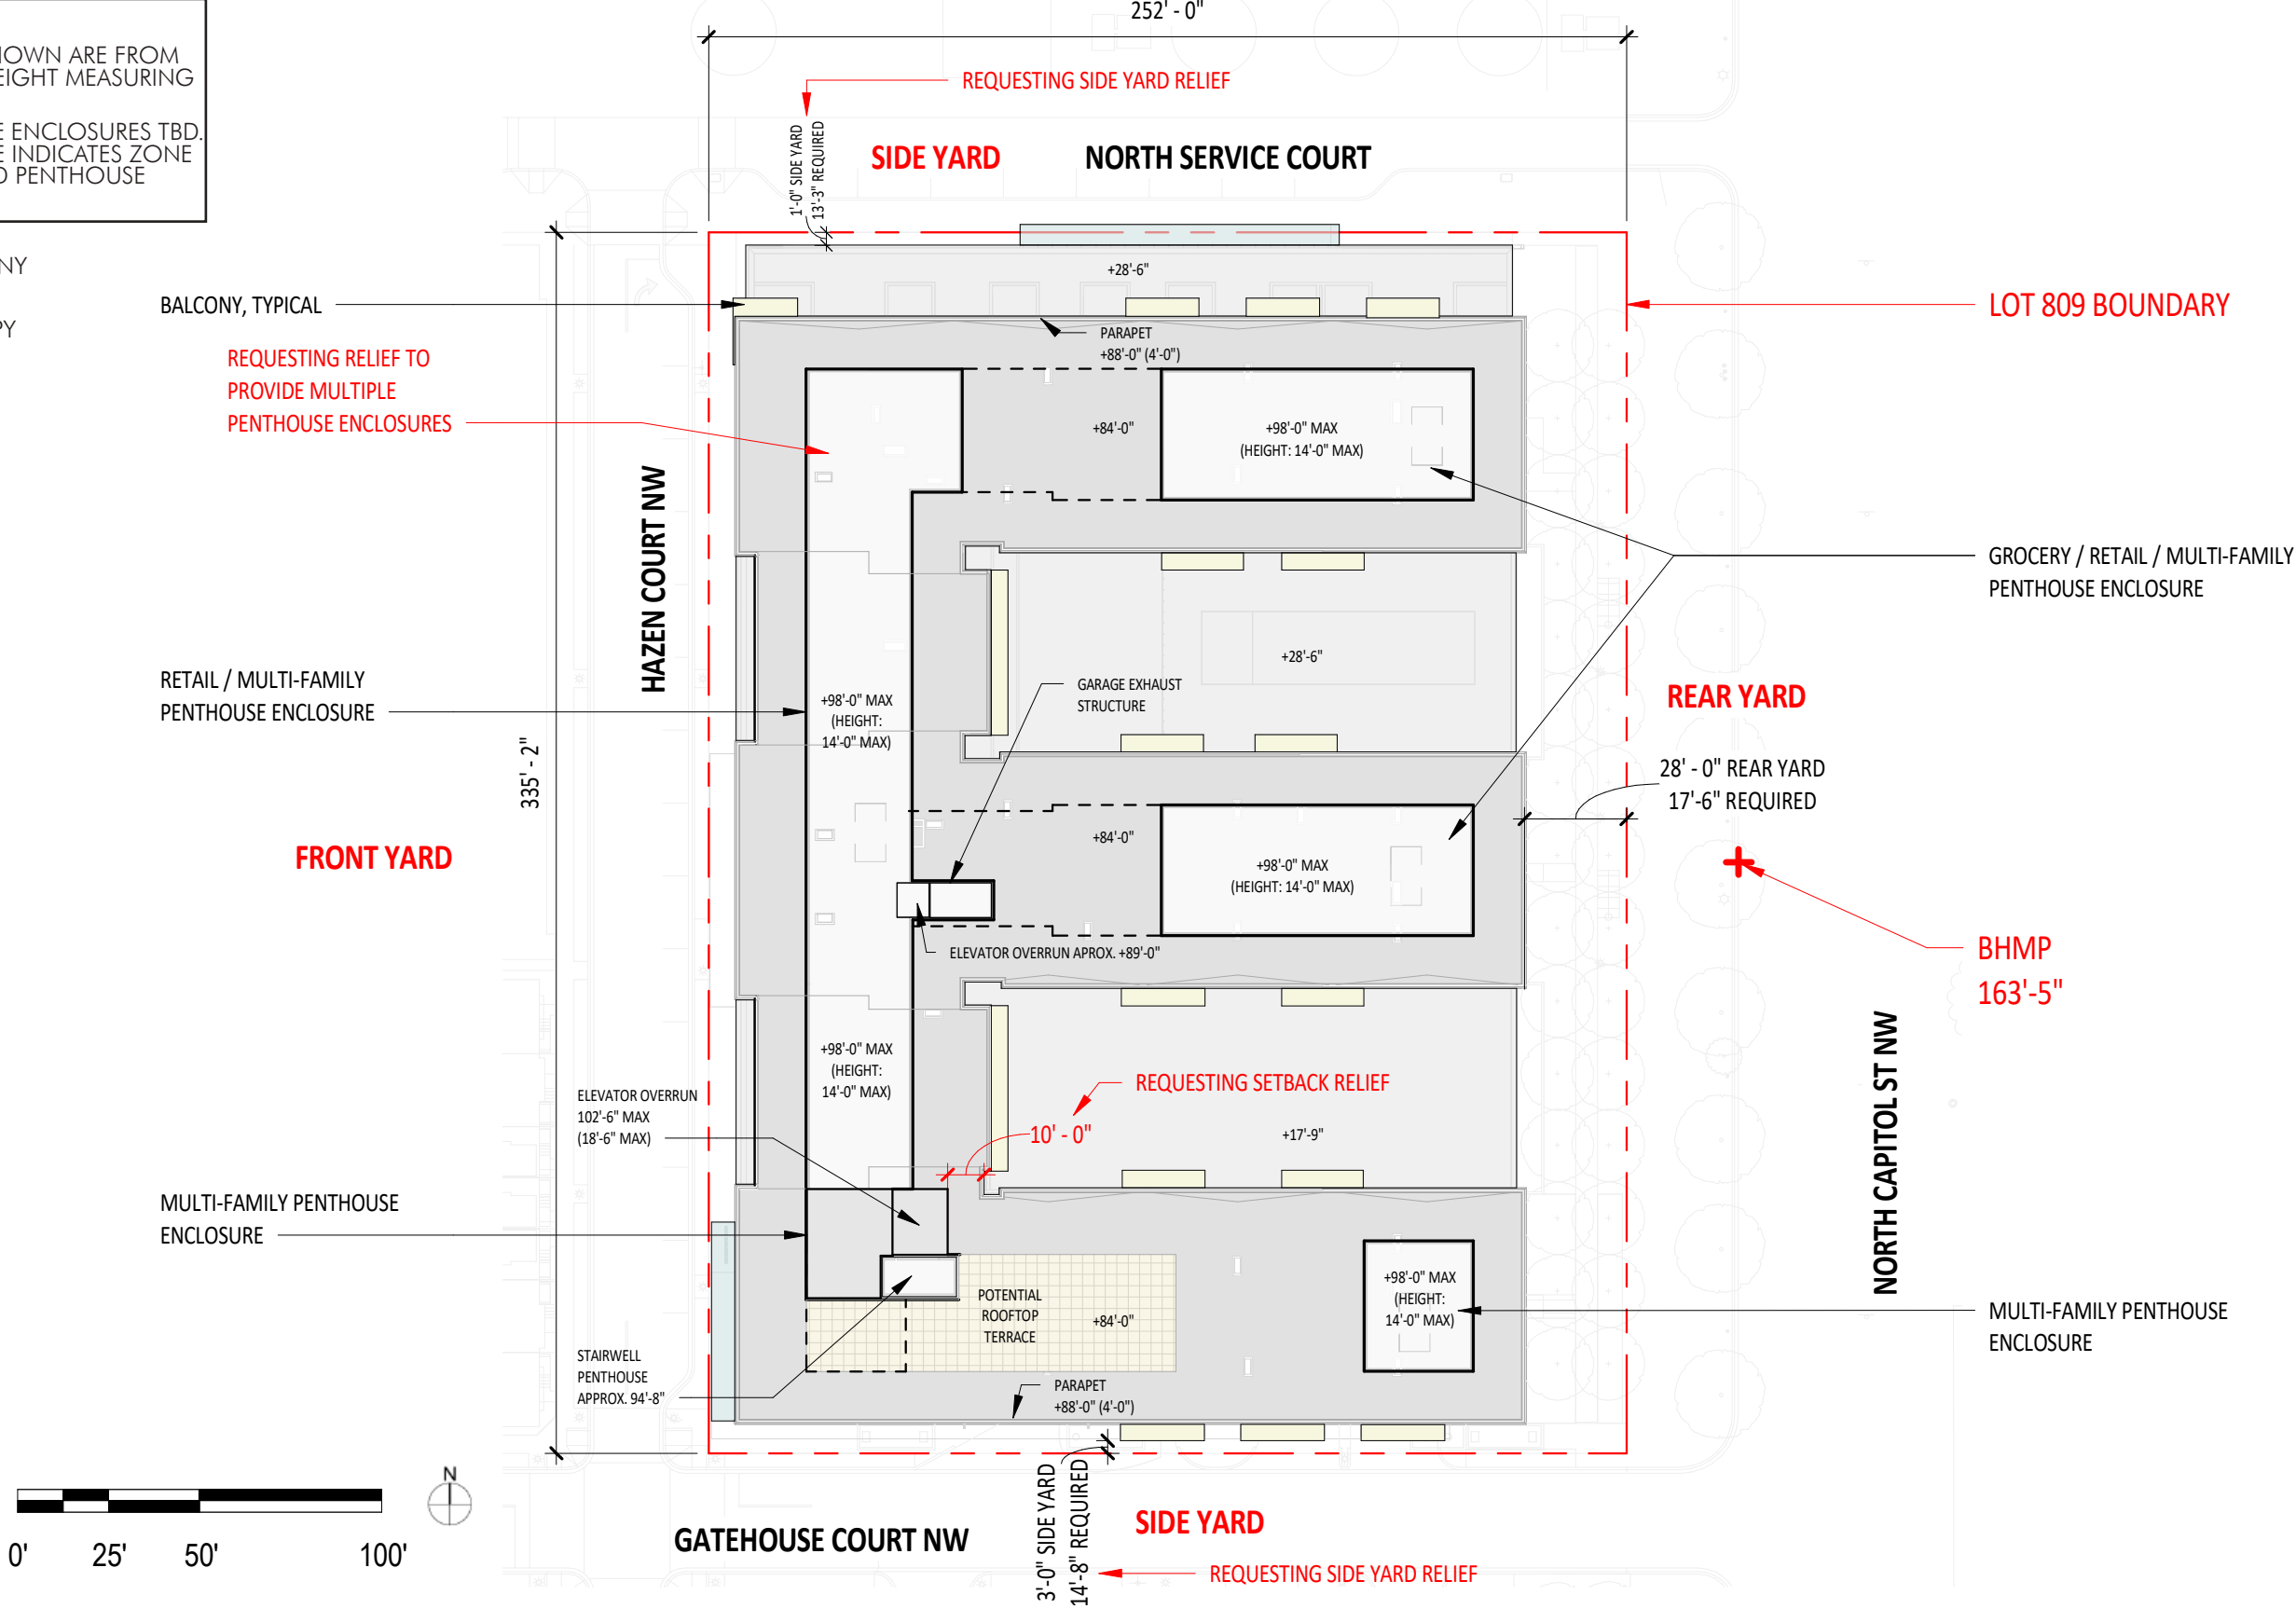 252' - 0"
HOWN ARE FROM
EIGHT MEASURING
E ENCLOSURES TBD.
E INDICATES ZONE
D PENTHOUSE
NY
PY
REQUESTING SIDE YARD RELIEF
1'-0" SIDE YARD
13'-3" REQUIRED
SIDE YARD
NORTH SERVICE COURT
BALCONY, TYPICAL
+28'-6"
LOT 809 BOUNDARY
PARAPET
+88'-0" (4'-0")
REQUESTING RELIEF TO
PROVIDE MULTIPLE
PENTHOUSE ENCLOSURES
+84'-0"
+98'-0" MAX
(HEIGHT: 14'-0" MAX)
HAZEN COURT NW
GROCERY / RETAIL / MULTI-FAMILY
PENTHOUSE ENCLOSURE
+28'-6"
RETAIL / MULTI-FAMILY
PENTHOUSE ENCLOSURE
+98'-0" MAX
(HEIGHT:
14'-0" MAX)
GARAGE EXHAUST
STRUCTURE
REAR YARD
335' - 2"
28' - 0" REAR YARD
17'-6" REQUIRED
FRONT YARD
+84'-0"
+98'-0" MAX
(HEIGHT: 14'-0" MAX)
ELEVATOR OVERRUN APROX. +89'-0"
BHMP
163'-5"
NORTH CAPITOL ST NW
+98'-0" MAX
(HEIGHT:
14'-0" MAX)
REQUESTING SETBACK RELIEF
10' - 0"
+17'-9"
ELEVATOR OVERRUN
102'-6" MAX
(18'-6" MAX)
MULTI-FAMILY PENTHOUSE
ENCLOSURE
POTENTIAL
ROOFTOP
TERRACE
+84'-0"
+98'-0" MAX
(HEIGHT:
14'-0" MAX)
MULTI-FAMILY PENTHOUSE
ENCLOSURE
STAIRWELL
PENTHOUSE
APPROX. 94'-8"
PARAPET
+88'-0" (4'-0")
N
0' 25' 50' 100'
GATEHOUSE COURT NW
3'-0" SIDE YARD
14'-8" REQUIRED
SIDE YARD
REQUESTING SIDE YARD RELIEF